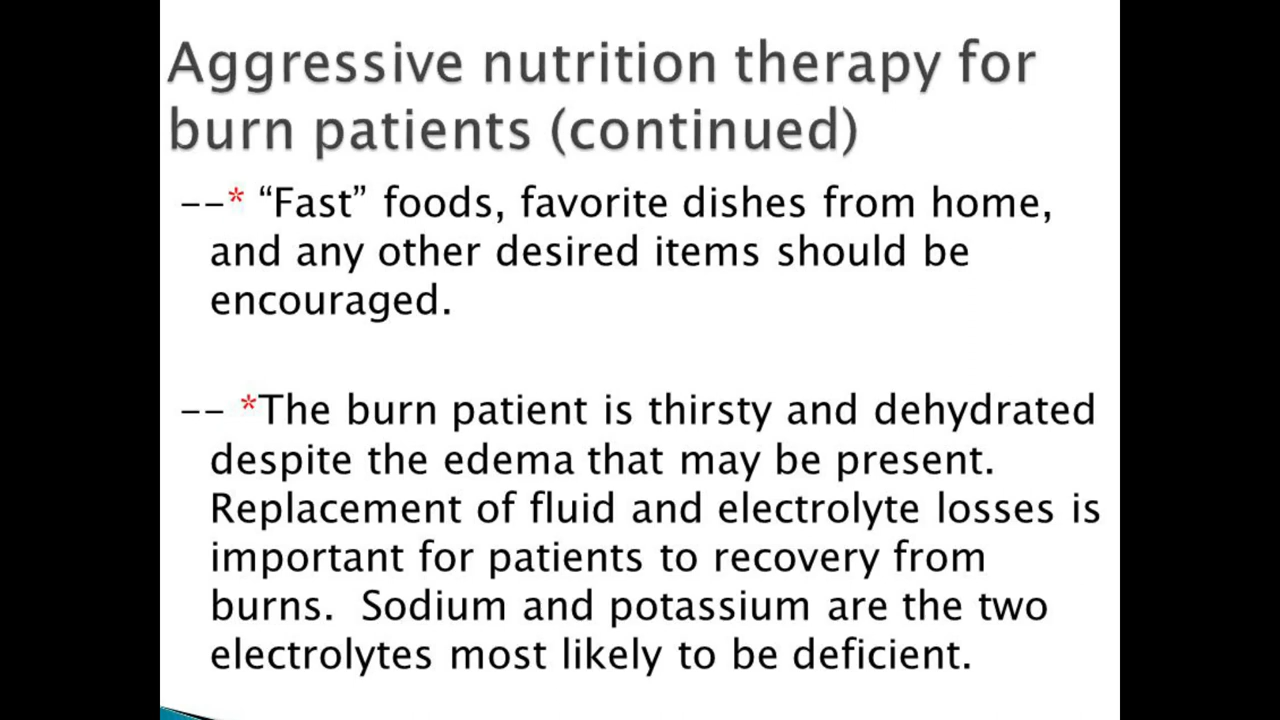 Aggressive nutrition therapy for
burn patients (continued)
--* “Fast” foods, favorite dishes from home,
and any other desired items should be
encouraged.
-- *The burn patient is thirsty and dehydrated
despite the edema that may be present.
Replacement of fluid and electrolyte losses is
important for patients to recovery from
burns.  Sodium and potassium are the two
electrolytes most likely to be deficient.